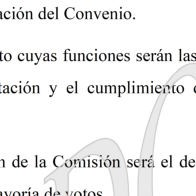 ación del Convenio.
to cuyas funciones serán las
tación y el cumplimiento
n de la Comisión será el de
ayoría de votos.